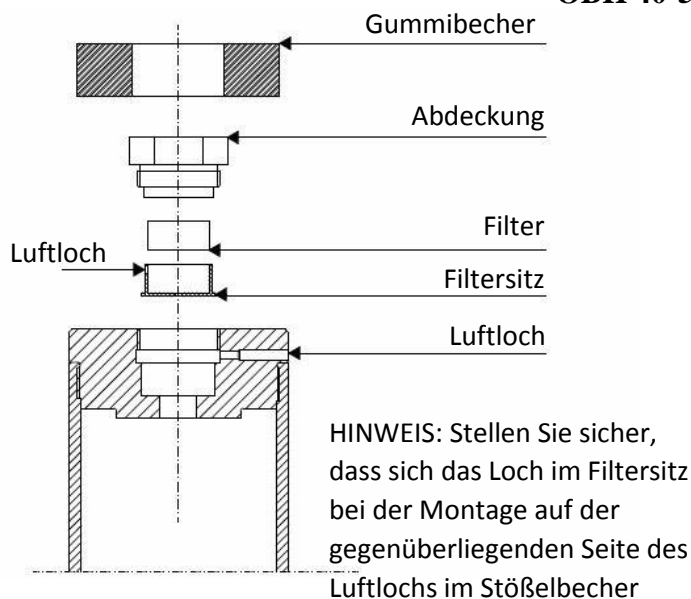 Gummibecher
Abdeckung
Filter
Luftloch
Filtersitz
Luftloch
HINWEIS: Stellen Sie sicher,
dass sich das Loch im Filtersitz
bei der Montage auf der
gegenüberliegenden Seite des
Luftlochs im Stößelbecher